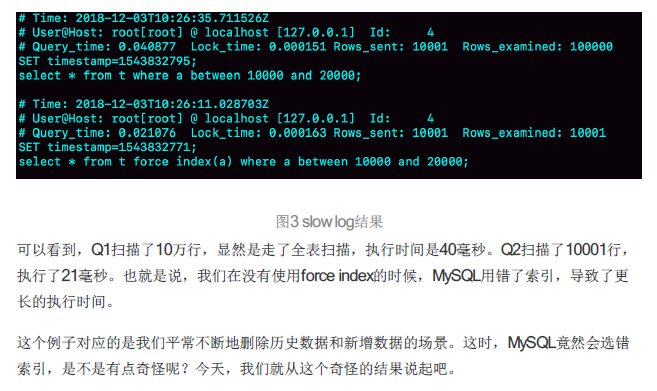 # Time: 2018-12-03T10:26:35.711526Z
# User@Host: root[root] @ localhost [127.0.0.1]  Id:     4
# Query_time: 0.040877  Lock_time: 0.000151 Rows_sent: 10001  Rows_examined: 100000
SET timestamp=1543832795;
select * from t where a between 10000 and 20000;
# Time: 2018-12-03T10:26:11.028703Z
# User@Host: root[root] @ localhost [127.0.0.1]  Id:     4
# Query_time: 0.021076  Lock_time: 0.000163 Rows_sent: 10001  Rows_examined: 10001
SET timestamp=1543832771;
select * from t force index(a) where a between 10000 and 20000;
图3 slow log结果
可以看到，Q1扫描了10万行，显然是走了全表扫描，执行时间是40毫秒。Q2扫描了10001行，
执行了21毫秒。也就是说，我们在没有使用force index的时候，MySQL用错了索引，导致了更
长的执行时间。
这个例子对应的是我们平常不断地删除历史数据和新增数据的场景。这时，MySQL竟然会选错
索引，是不是有点奇怪呢？今天，我们就从这个奇怪的结果说起吧。